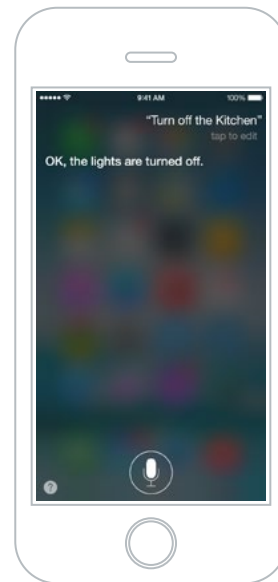 9:41 AM
100%
“Turn off the Kitchen”
tap to edit
OK, the lights are turned off.
?